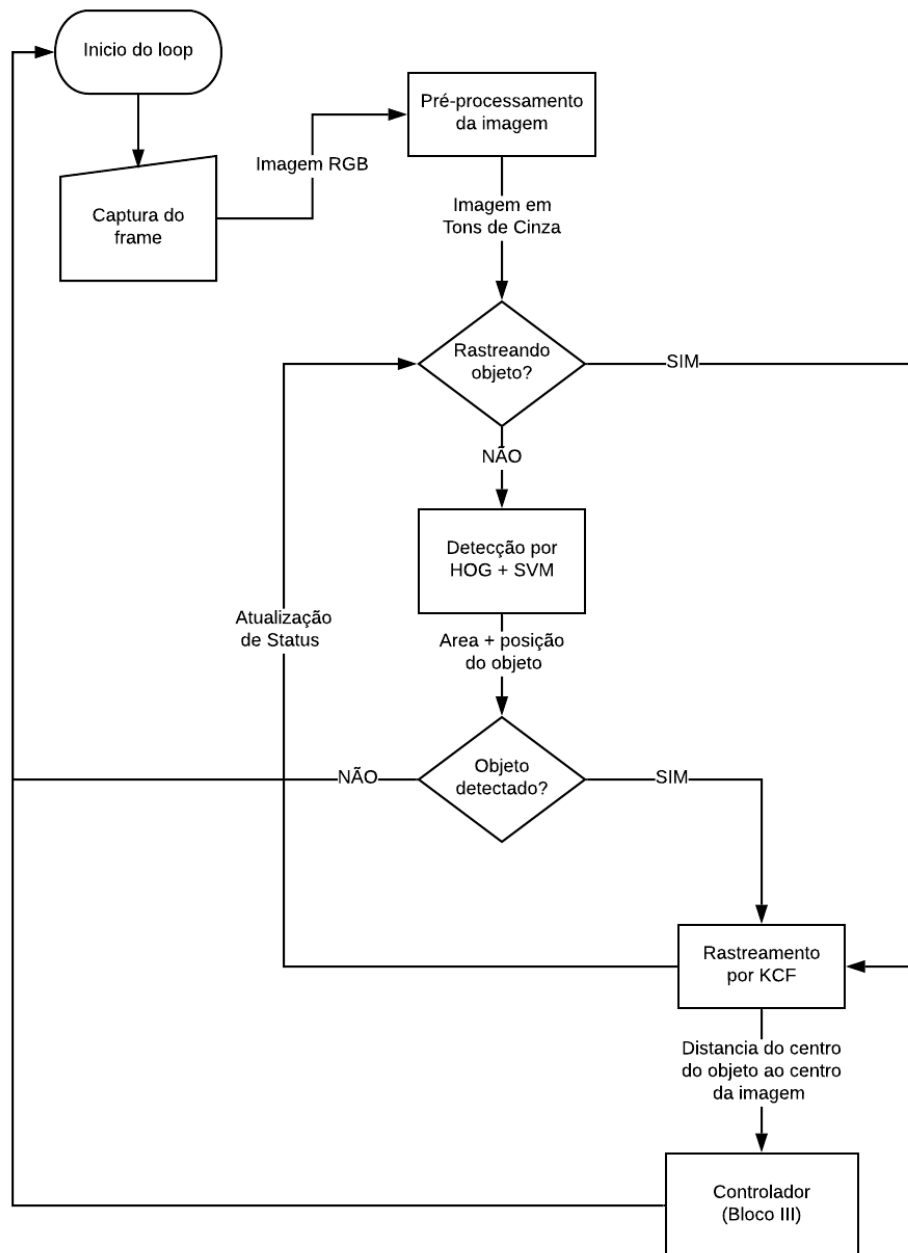 Inicio do loop
Pré-processamento
da imagem
Imagem RGB
Captura do
frame
Imagem em
Tons de Cinza
Rastreando
objeto?
SIM
NÃO
Detecção por
HOG + SVM
Atualização
de Status
Area + posição
do objeto
NÃO
Objeto
detectado?
SIM
Rastreamento
por KCF
Distancia do centro
do objeto ao centro
da imagem
Controlador
(Bloco III)